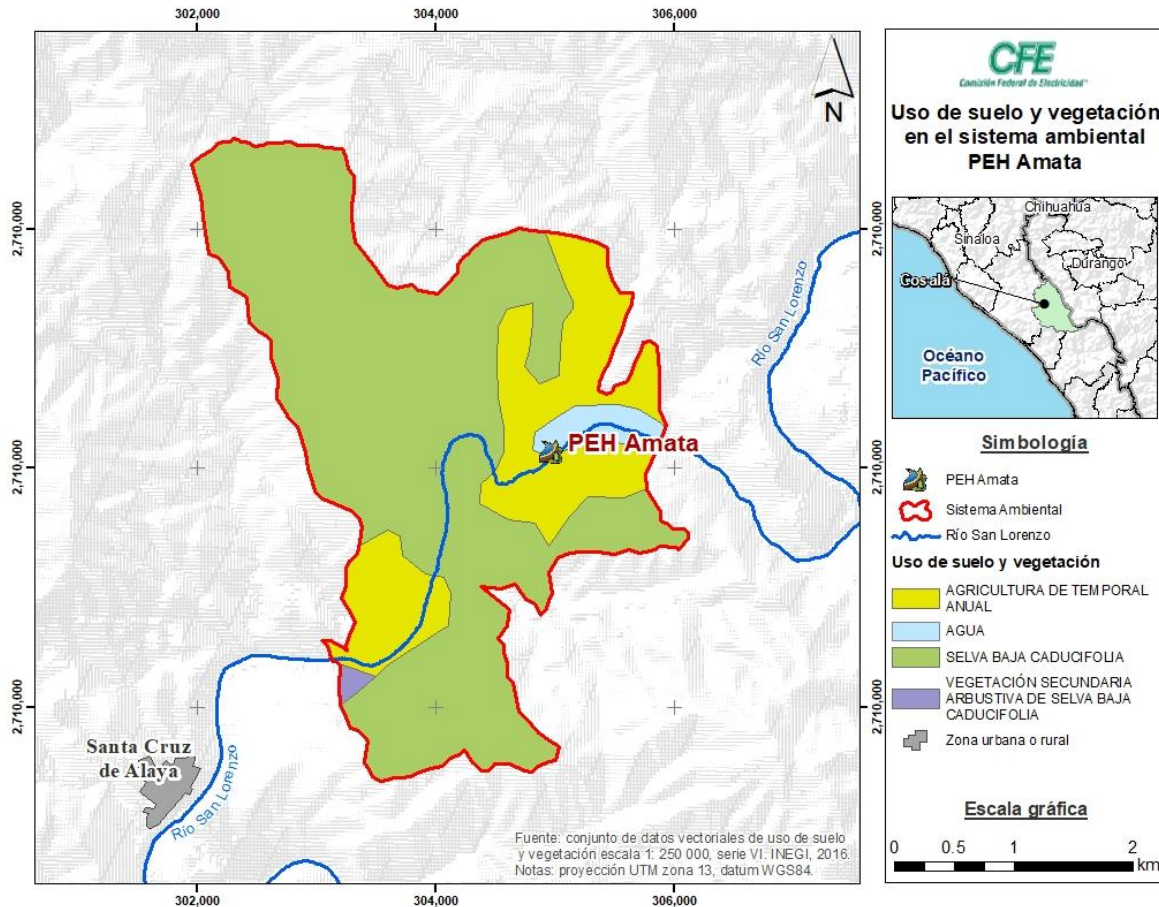 302,000
304,000
306,000
2,710,000
2,710,000
2,710,000
2,710,000
2,710,000
2,710,000
N
Río San Lorenzo
PEH Amata
Santa Cruz
de Alaya
Río San Lorenzo
Fuente: conjunto de datos vectoriales de uso de suelo
y vegetación escala 1: 250 000, serie VI. INEGI, 2016.
Notas: proyección UTM zona 13, datum WGS84.
302,000
304,000
306,000
CFE
Comisión Federal de Electricidad®
Uso de suelo y vegetación
en el sistema ambiental
PEH Amata
Chihuahua
Sinaloa
Durango
Cosalá
Océano
Pacífico
Simbología
PEH Amata
Sistema Ambiental
Río San Lorenzo
Uso de suelo y vegetación
AGRICULTURA DE TEMPORAL
ANUAL
AGUA
SELVA BAJA CADUCIFOLIA
VEGETACIÓN SECUNDARIA
ARBUSTIVA DE SELVA BAJA
CADUCIFOLIA
Zona urbana o rural
Escala gráfica
0 0.5 1 2
km